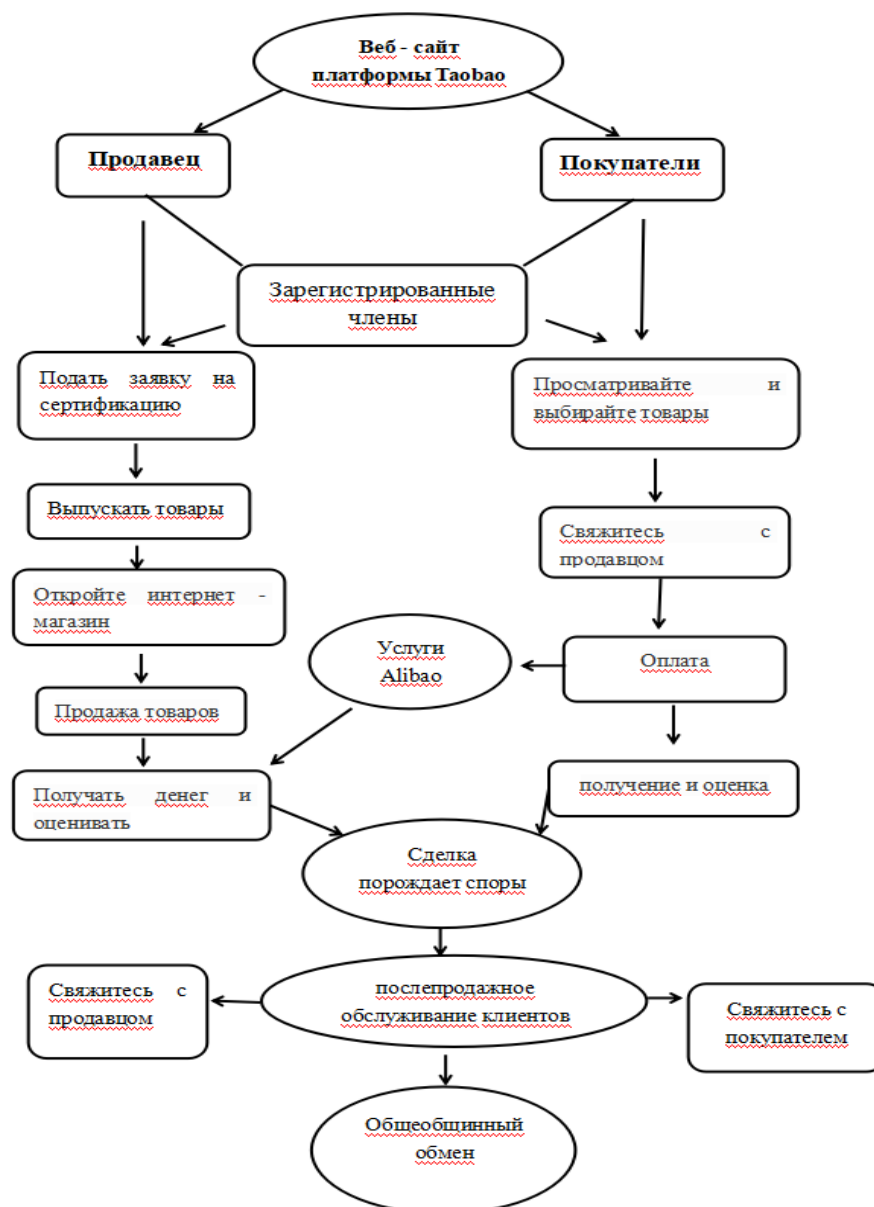 Веб - сайт
платформы Taobao
Продавец
Покупатели
Зарегистрированные
члены
Подать заявку на
сертификацию
Просматривайте и
выбирайте товары
Выпускать товары
Свяжитесь с
продавцом
Откройте интернет -
магазин
Услуги
Alibao
Оплата
Продажа товаров
Получать денег и
оценивать
получение и оценка
Сделка
порождает споры
Свяжитесь с
продавцом
послепродажное
обслуживание клиентов
Свяжитесь с
покупателем
Общеобщинный
обмен